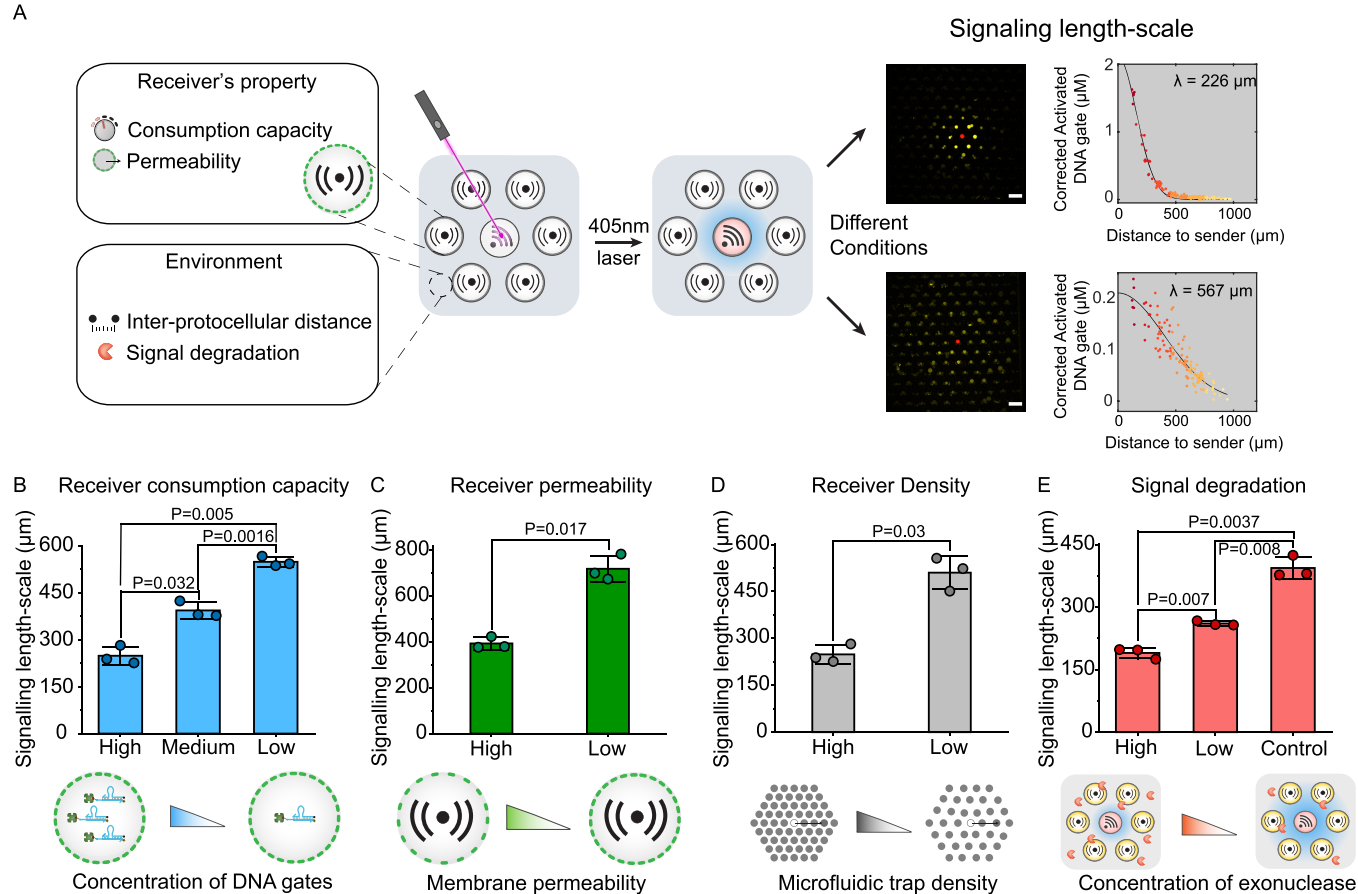 A
Signaling length-scale
Receiver's property
Consumption capacity
Permeability
Environment
Inter-protocellular distance
Signal degradation
405nm
laser
Different
Conditions
Corrected Activated
DNA gate (µM)
2
1
0
λ = 226 µm
0 500 1000
Distance to sender (µm)
Corrected Activated
DNA gate (µM)
0.2
0.1
0
λ = 567 µm
0 500 1000
Distance to sender (µm)
B
Receiver consumption capacity
Signalling length-scale (µm)
600
450
300
150
0
P=0.005
P=0.0016
P=0.032
High Medium Low
Concentration of DNA gates
C
Receiver permeability
Signalling length-scale (µm)
800
600
400
200
0
P=0.017
High Low
Membrane permeability
D
Receiver Density
Signalling length-scale (µm)
600
450
300
150
0
P=0.03
High Low
Microfluidic trap density
E
Signal degradation
Signalling length-scale (µm)
450
300
150
0
P=0.0037
P=0.008
P=0.007
High Low Control
Concentration of exonuclease